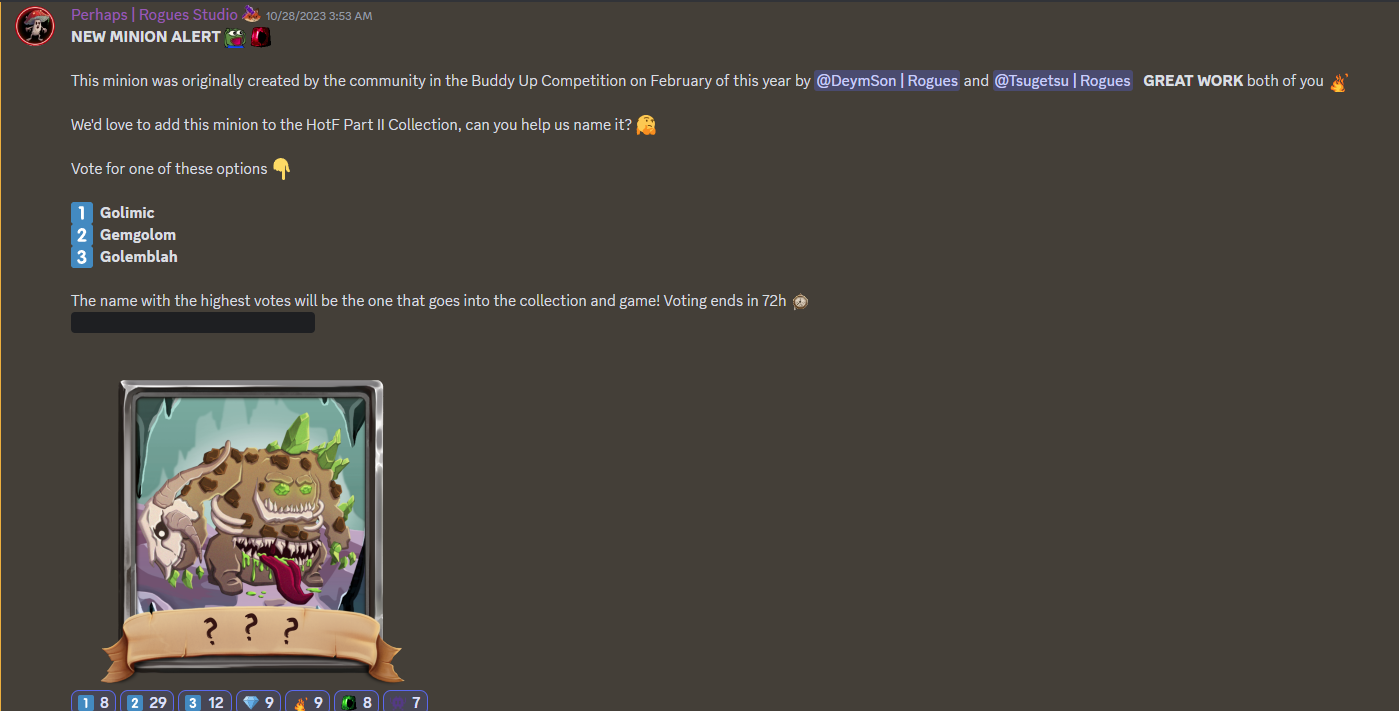 Perhaps | Rogues Studio 10/28/2023 3:53 AM
NEW MINION ALERT
This minion was originally created by the community in the Buddy Up Competition on February of this year by @DeymSon | Rogues and @Tsugetsu | Rogues GREAT WORK both of you
We'd love to add this minion to the HotF Part II Collection, can you help us name it? 🤔
Vote for one of these options 👇
1 Golimic
2 Gemgolom
3 Golemblah
The name with the highest votes will be the one that goes into the collection and game! Voting ends in 72h
? ? ?
1 8 2 29 3 12 9 9 8 7